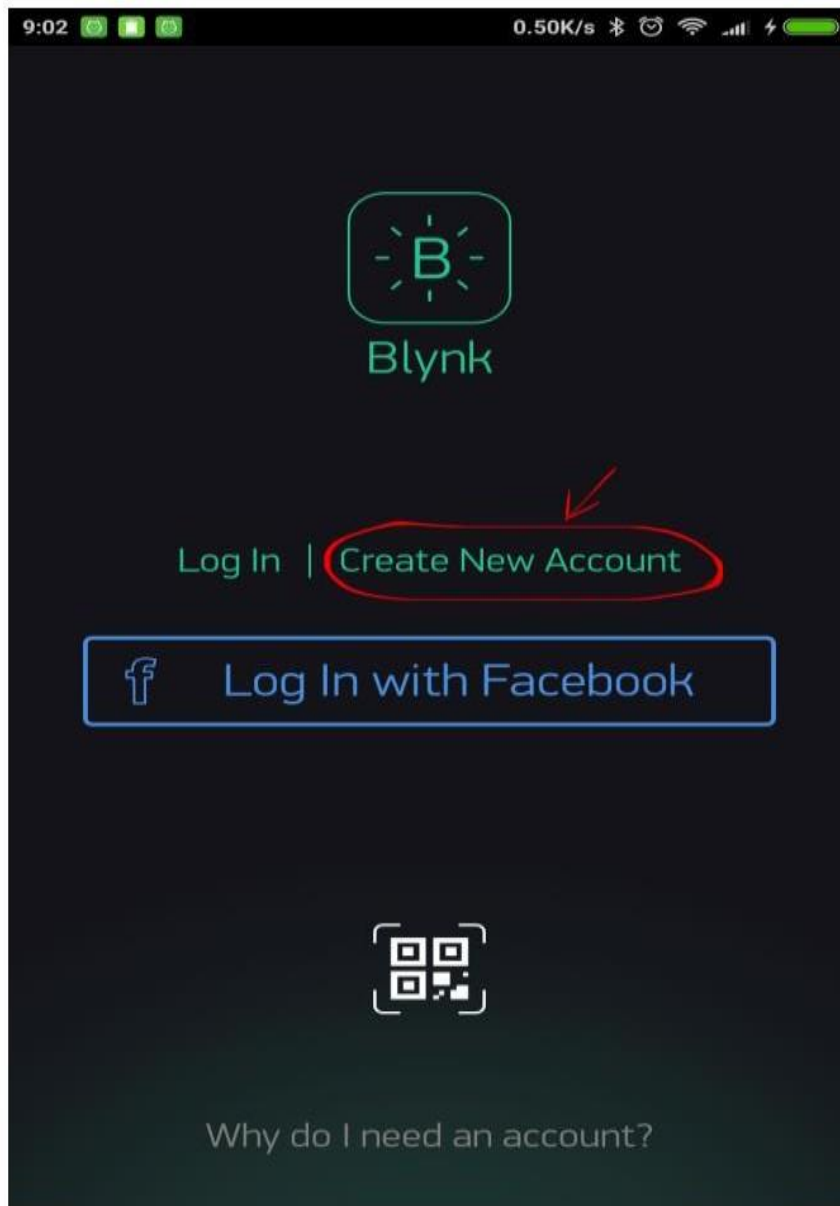 9:02 0.50K/s
B
Blynk
Log In | Create New Account
f Log In with Facebook
Why do I need an account?